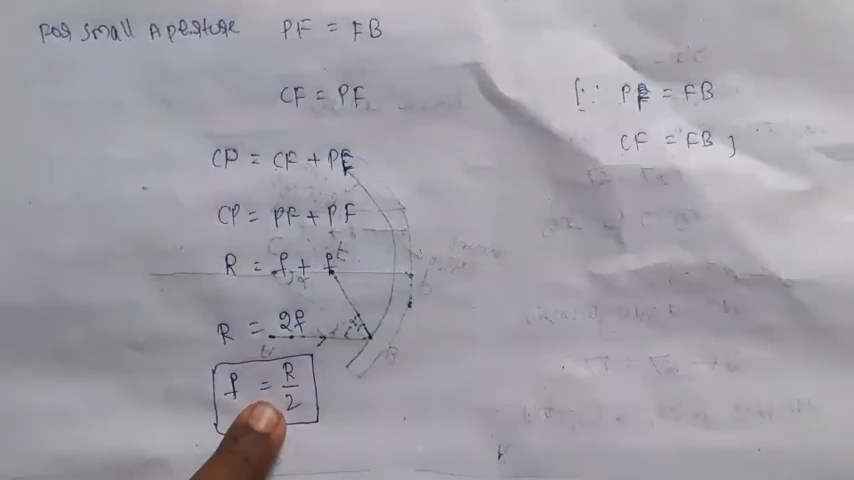 For small Aperture PF = FB
CF = PF
[∵ PF = FB
CF = FB]
CP = CF + PF
CP = PF + PF
R = f + f
R = 2f
f = R/2